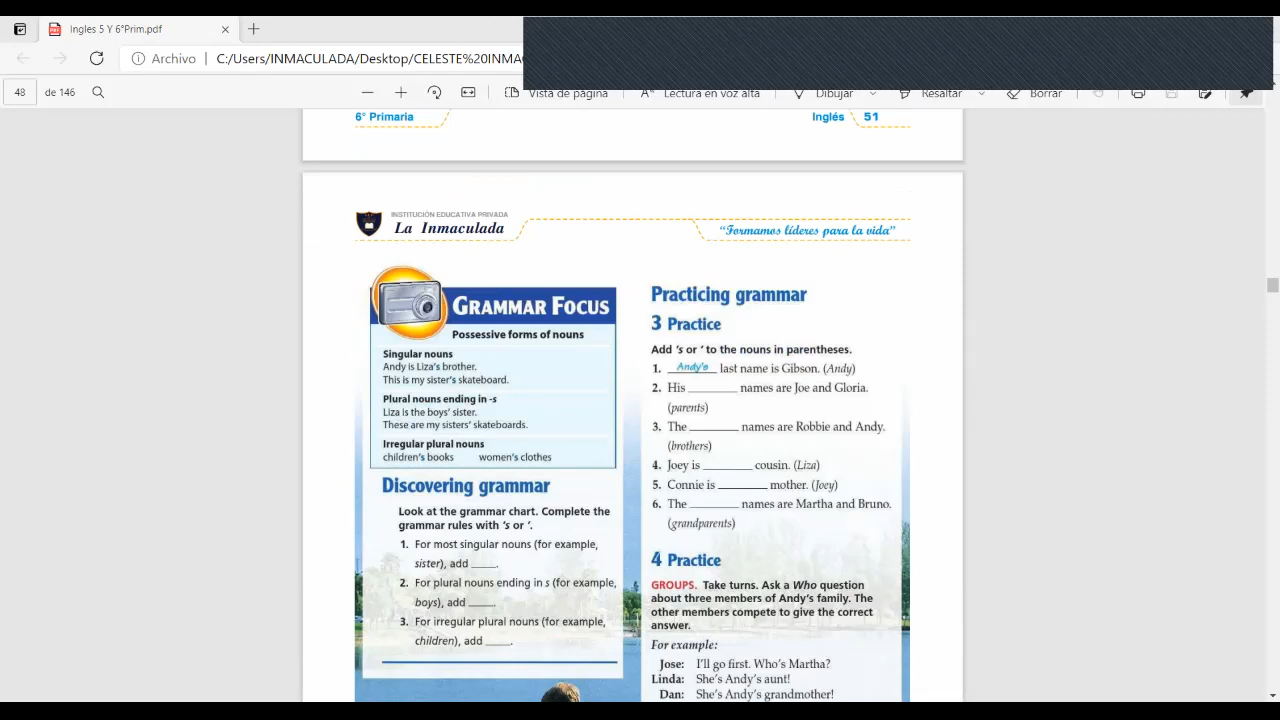 Ingles 5 Y 6°Prim.pdf
Archivo
C:/Users/INMACULADA/Desktop/CELESTE%20INMA
48 de 146
Vista de página
Lectura en voz alta
Dibujar
Resaltar
Borrar
6° Primaria
Inglés 51
INSTITUCIÓN EDUCATIVA PRIVADA
La Inmaculada
“Formamos líderes para la vida”
GRAMMAR FOCUS
Possessive forms of nouns
Singular nouns
Andy is Liza's brother.
This is my sister's skateboard.
Plural nouns ending in -s
Liza is the boys' sister.
These are my sisters' skateboards.
Irregular plural nouns
children's books women's clothes
Discovering grammar
Look at the grammar chart. Complete the
grammar rules with 's or '.
1. For most singular nouns (for example,
sister), add ____.
2. For plural nouns ending in s (for example,
boys), add ____.
3. For irregular plural nouns (for example,
children), add ____.
Practicing grammar
3 Practice
Add 's or ' to the nouns in parentheses.
1. Andy's last name is Gibson. (Andy)
2. His ________ names are Joe and Gloria.
(parents)
3. The ________ names are Robbie and Andy.
(brothers)
4. Joey is ________ cousin. (Liza)
5. Connie is ________ mother. (Joey)
6. The ________ names are Martha and Bruno.
(grandparents)
4 Practice
GROUPS. Take turns. Ask a Who question
about three members of Andy's family. The
other members compete to give the correct
answer.
For example:
Jose: I'll go first. Who's Martha?
Linda: She's Andy's aunt!
Dan: She's Andy's grandmother!